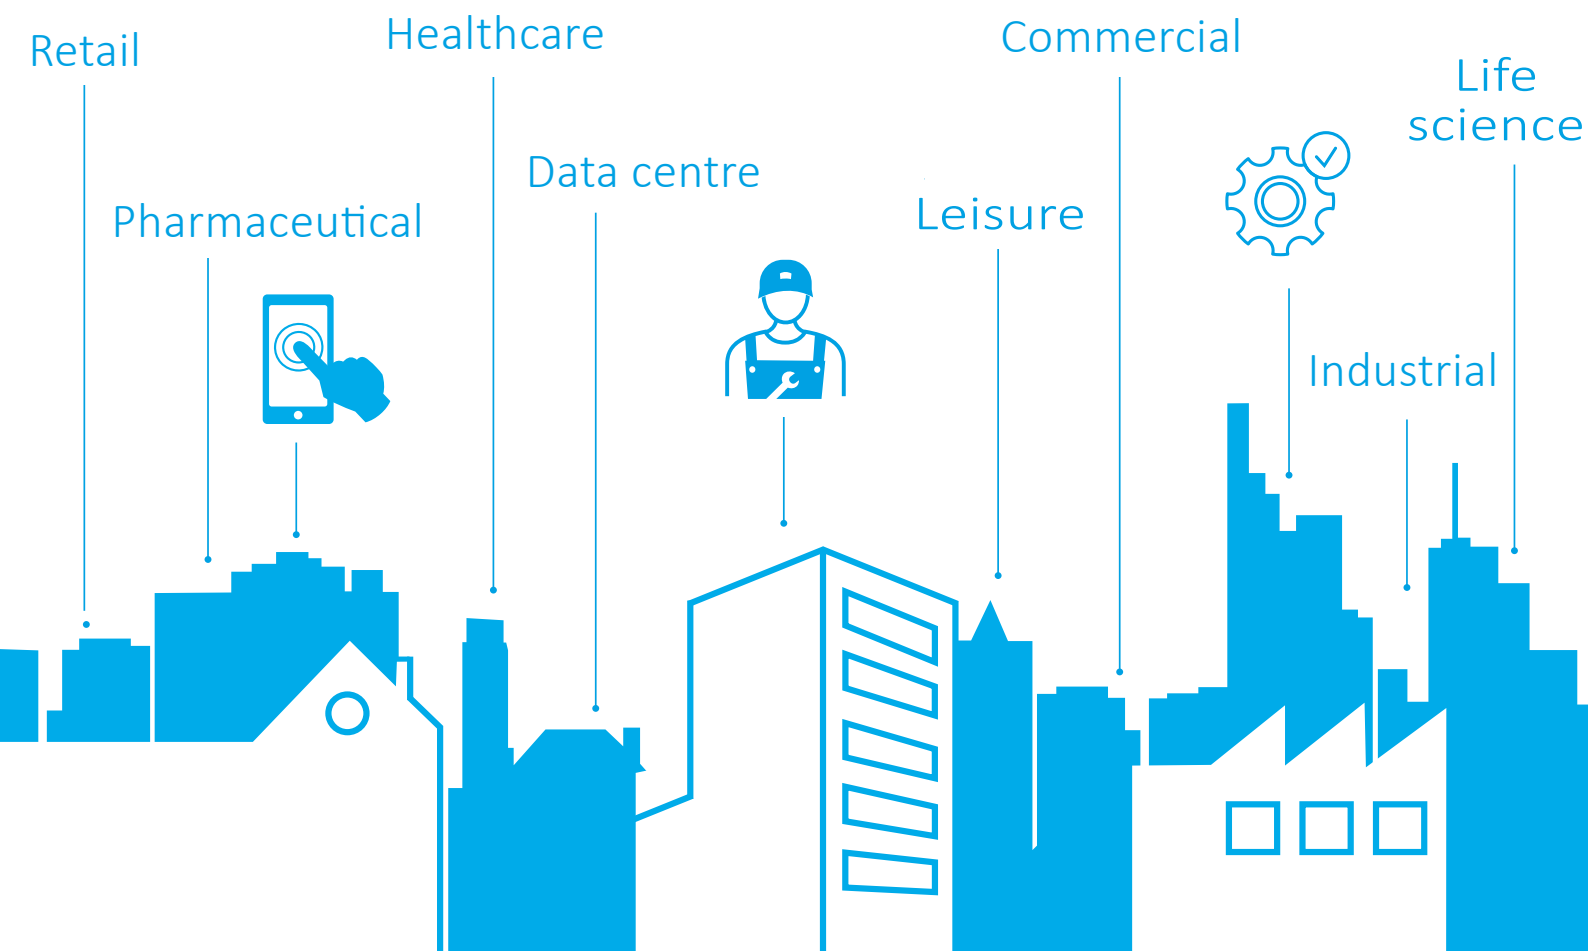 Retail
Healthcare
Commercial
Life
science
Data centre
Pharmaceutical
Leisure
Industrial